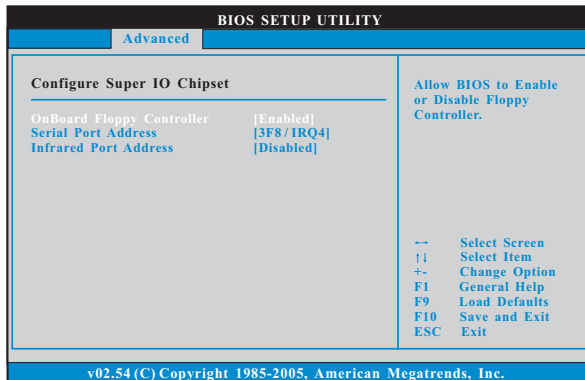 BIOS SETUP UTILITY
Advanced
Configure Super IO Chipset
OnBoard Floppy Controller [Enabled]
Serial Port Address [3F8 / IRQ4]
Infrared Port Address [Disabled]
Allow BIOS to Enable
or Disable Floppy
Controller.
←→ Select Screen
↑↓ Select Item
+- Change Option
F1 General Help
F9 Load Defaults
F10 Save and Exit
ESC Exit
v02.54 (C) Copyright 1985-2005, American Megatrends, Inc.